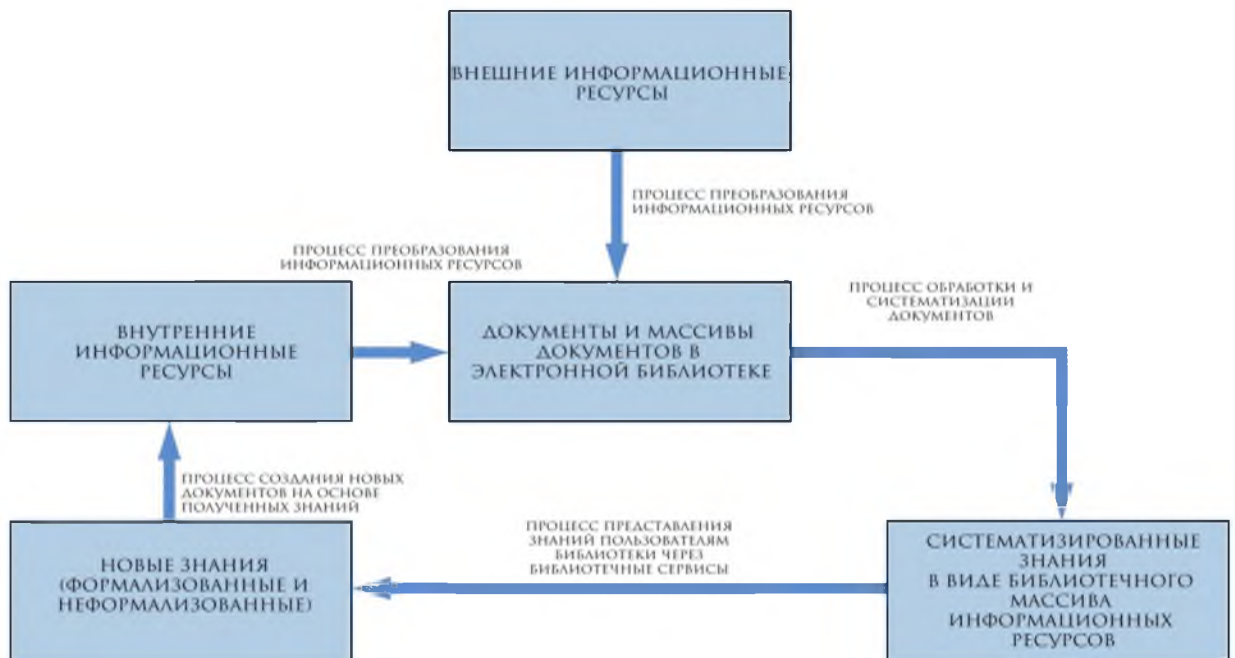 ВНЕШНИЕ ИНФОРМАЦИОННЫЕ
РЕСУРСЫ
ПРОЦЕСС ПРЕОБРАЗОВАНИЯ
ИНФОРМАЦИОННЫХ РЕСУРСОВ
ПРОЦЕСС ПРЕОБРАЗОВАНИЯ
ИНФОРМАЦИОННЫХ РЕСУРСОВ
ВНУТРЕННИЕ
ИНФОРМАЦИОННЫЕ
РЕСУРСЫ
ДОКУМЕНТЫ И МАССИВЫ
ДОКУМЕНТОВ В
ЭЛЕКТРОННОЙ БИБЛИОТЕКЕ
ПРОЦЕСС ОБРАБОТКИ И
СИСТЕМАТИЗАЦИИ
ДОКУМЕНТОВ
ПРОЦЕСС СОЗДАНИЯ НОВЫХ
ДОКУМЕНТОВ НА ОСНОВЕ
ПОЛУЧЕННЫХ ЗНАНИЙ
НОВЫЕ ЗНАНИЯ
(ФОРМАЛИЗОВАННЫЕ И
НЕФОРМАЛИЗОВАННЫЕ)
ПРОЦЕСС ПРЕДСТАВЛЕНИЯ
ЗНАНИЙ ПОЛЬЗОВАТЕЛЯМ
БИБЛИОТЕКИ ЧЕРЕЗ
БИБЛИОТЕЧНЫЕ СЕРВИСЫ
СИСТЕМАТИЗИРОВАННЫЕ
ЗНАНИЯ
В ВИДЕ БИБЛИОТЕЧНОГО
МАССИВА
ИНФОРМАЦИОННЫХ
РЕСУРСОВ